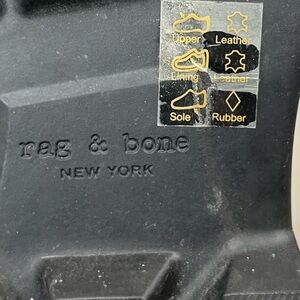 Upper Leather
Lining Leather
Sole Rubber
rag & bone
NEW YORK